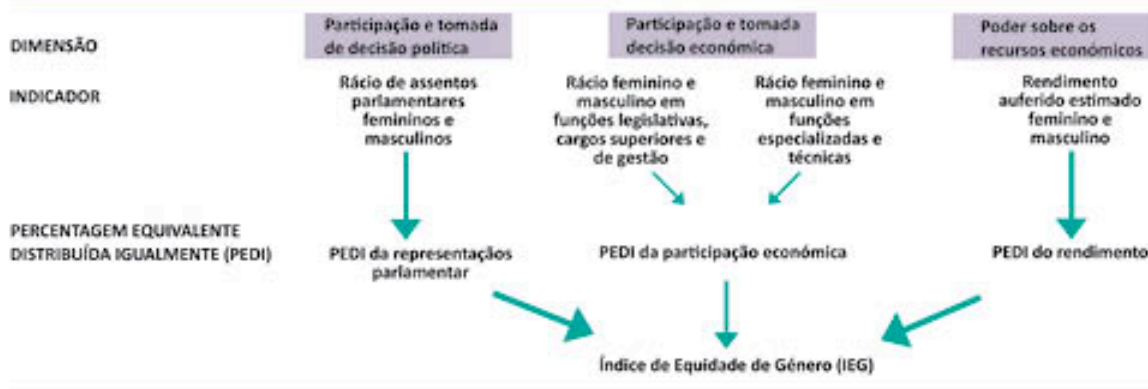 DIMENSÃO
Participação e tomada
de decisão política
Participação e tomada
decisão económica
Poder sobre os
recursos económicos
INDICADOR
Rácio de assentos
parlamentares
femininos e
masculinos
Rácio feminino e
masculino em
funções legislativas,
cargos superiores e
de gestão
Rácio feminino e
masculino em
funções
especializadas e
técnicas
Rendimento
auferido estimado
feminino e
masculino
PERCENTAGEM EQUIVALENTE
DISTRIBUÍDA IGUALMENTE (PEDI)
PEDI da representaçãos
parlamentar
PEDI da participação económica
PEDI do rendimento
Índice de Equidade de Género (IEG)